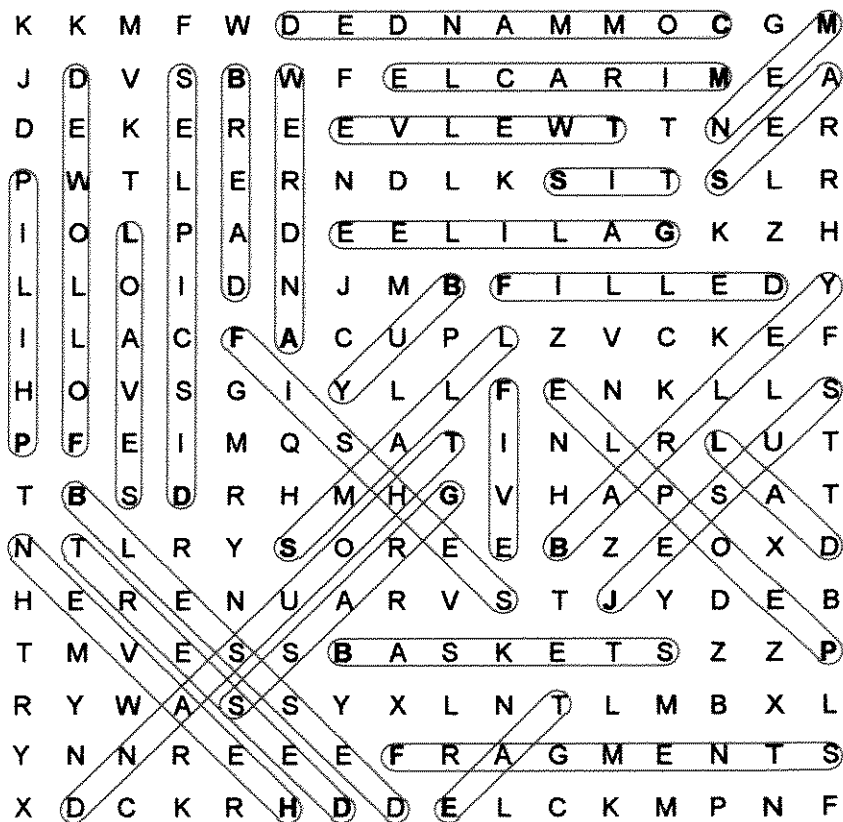 K K M F W D E D N A M M O C G M
J D V S B W F E L C A R I M E A
D E K E R E E V L E W T T N E R
P W T L E R N D L K S I T S L R
I O L P A D E E L I L A G K Z H
L L O I D N J M B F I L L E D Y
I L A C F A C U P L Z V C K E F
H O V S G I Y L L F E N K L L S
P F E I M Q S A T I N L R L U T
T B S D R H M H G V H A P S A T
N T L R Y S O R E E B Z E O X D
H E R E N U A R V S T J Y D E B
T M V E S S B A S K E T S Z Z P
R Y W A S S Y X L N T L M B X L
Y N N R E E E F R A G M E N T S
X D C K R H D D E L C K M P N F